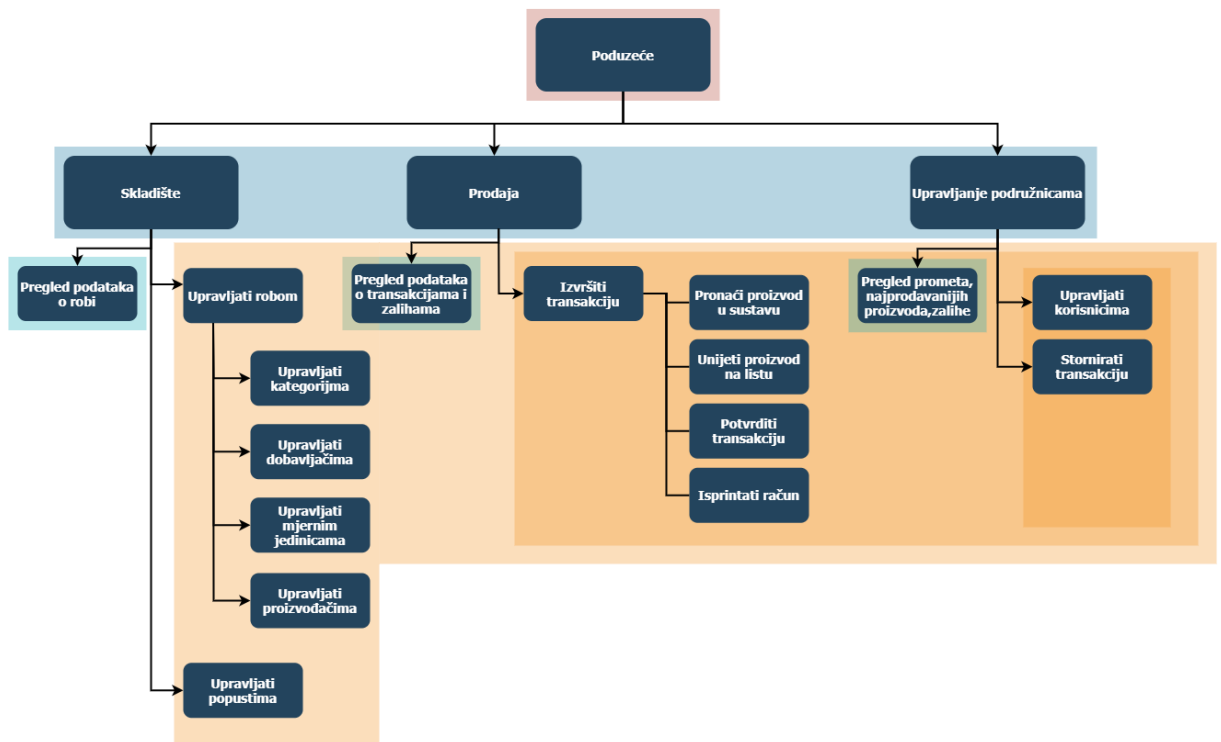 Poduzeće
Skladište
Prodaja
Upravljanje podružnicama
Pregled podataka
o robi
Upravljati robom
Pregled podataka
o transakcijama i
zalihama
Izvršiti
transakciju
Pronaći proizvod
u sustavu
Pregled prometa,
najprodavanijih
proizvoda,zalihe
Upravljati
korisnicima
Unijeti proizvod
na listu
Stornirati
transakciju
Upravljati
kategorijma
Potvrditi
transakciju
Upravljati
dobavljačima
Isprintati račun
Upravljati
mjernim
jedinicama
Upravljati
proizvođačima
Upravljati
popustima